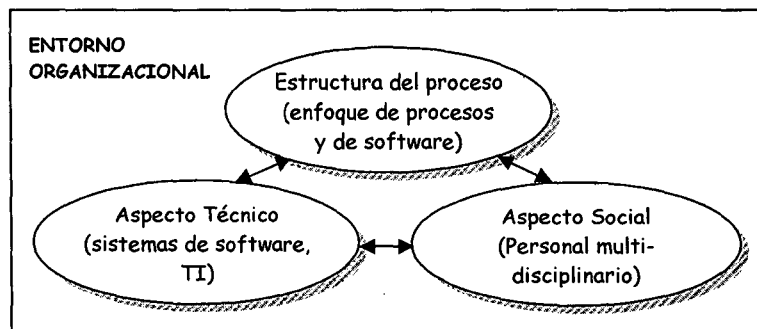 ENTORNO
ORGANIZACIONAL
Estructura del proceso
(enfoque de procesos
y de software)
Aspecto Técnico
(sistemas de software,
TI)
Aspecto Social
(Personal multi-
disciplinario)